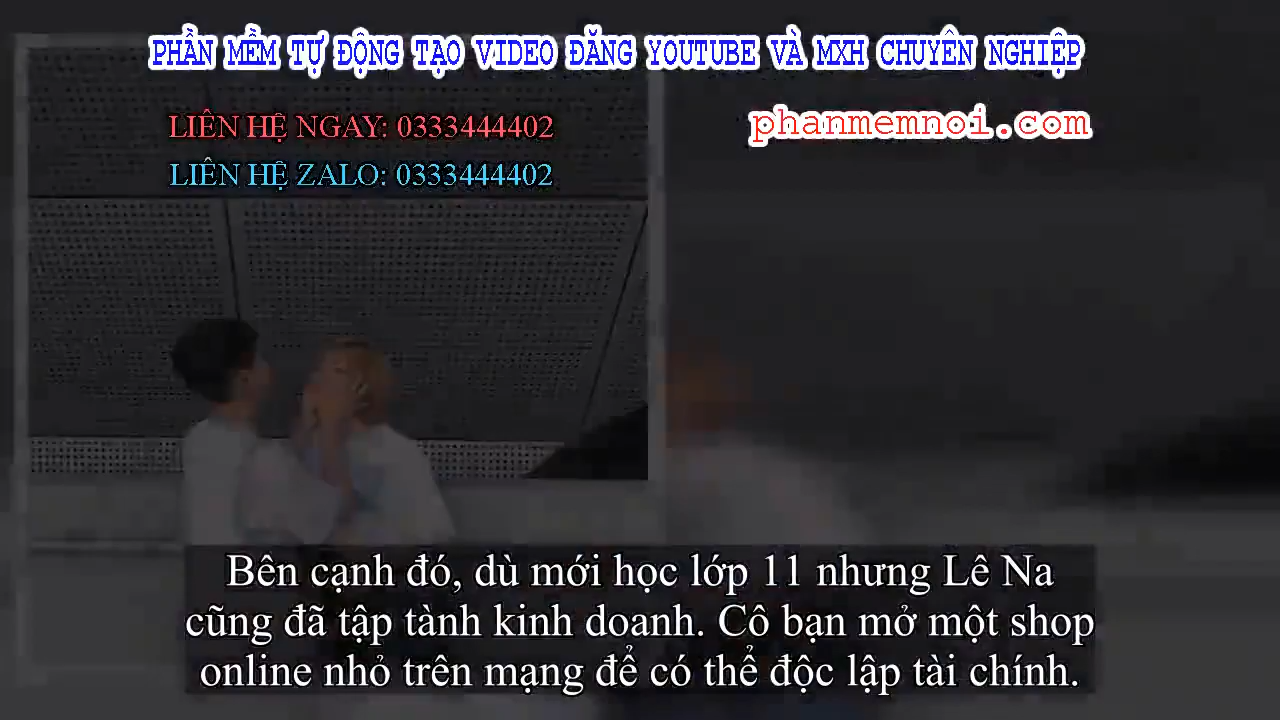 PHẦN MỀM TỰ ĐỘNG TẠO VIDEO ĐĂNG YOUTUBE VÀ MXH CHUYÊN NGHIỆP
LIÊN HỆ NGAY: 0333444402
phanmemnoi.com
LIÊN HỆ ZALO: 0333444402
Bên cạnh đó, dù mới học lớp 11 nhưng Lê Na
cũng đã tập tành kinh doanh. Cô bạn mở một shop
online nhỏ trên mạng để có thể độc lập tài chính.